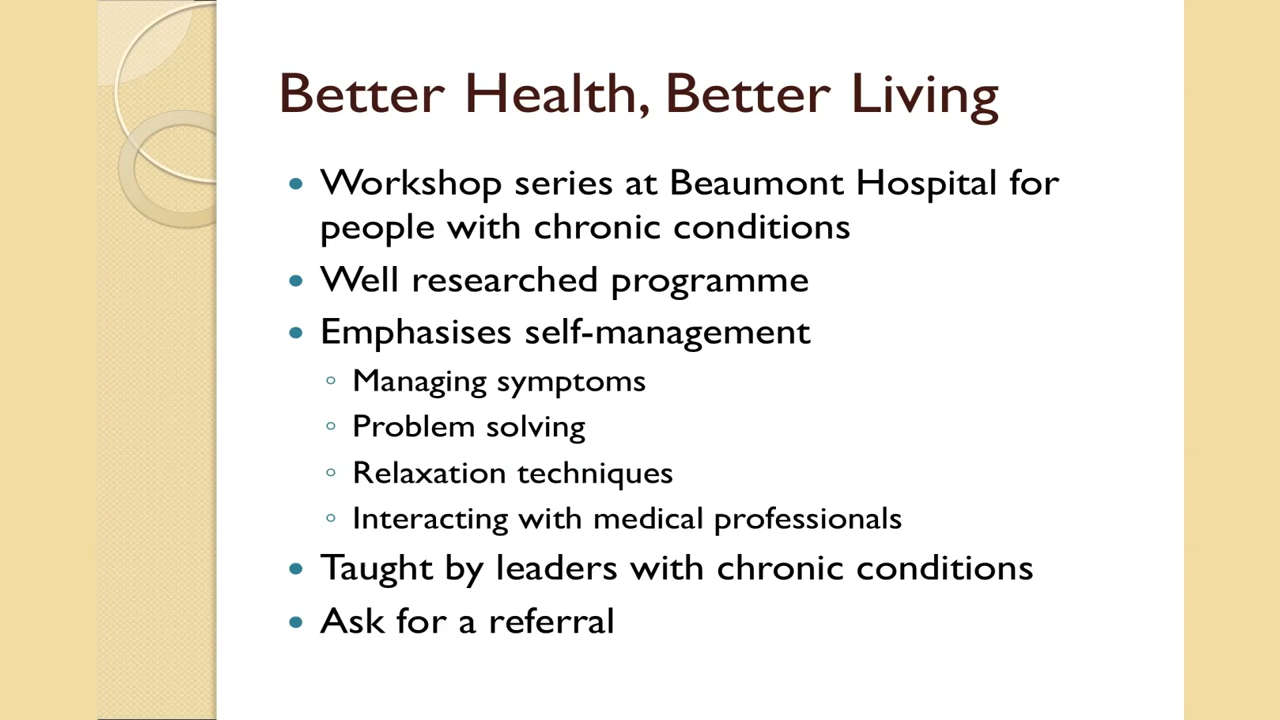 Better Health, Better Living
• Workshop series at Beaumont Hospital for
people with chronic conditions
• Well researched programme
• Emphasises self-management
◦ Managing symptoms
◦ Problem solving
◦ Relaxation techniques
◦ Interacting with medical professionals
• Taught by leaders with chronic conditions
• Ask for a referral